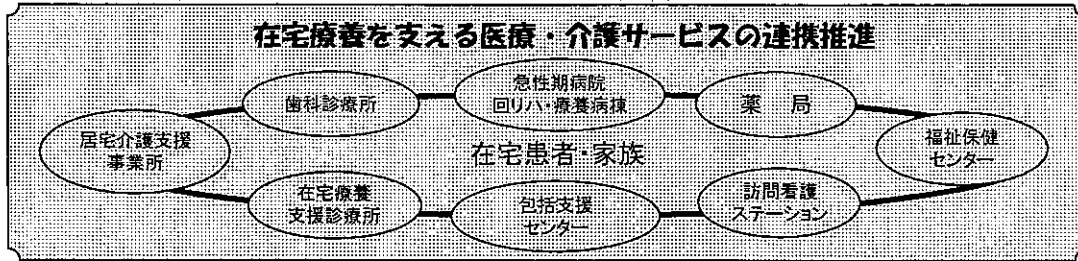 在宅療養を支える医療・介護サービスの連携推進
歯科診療所
急性期病院
回リハ・療養病棟
薬 局
居宅介護支援
事業所
在宅患者・家族
福祉保健
センター
在宅療養
支援診療所
包括支援
センター
訪問看護
ステーション